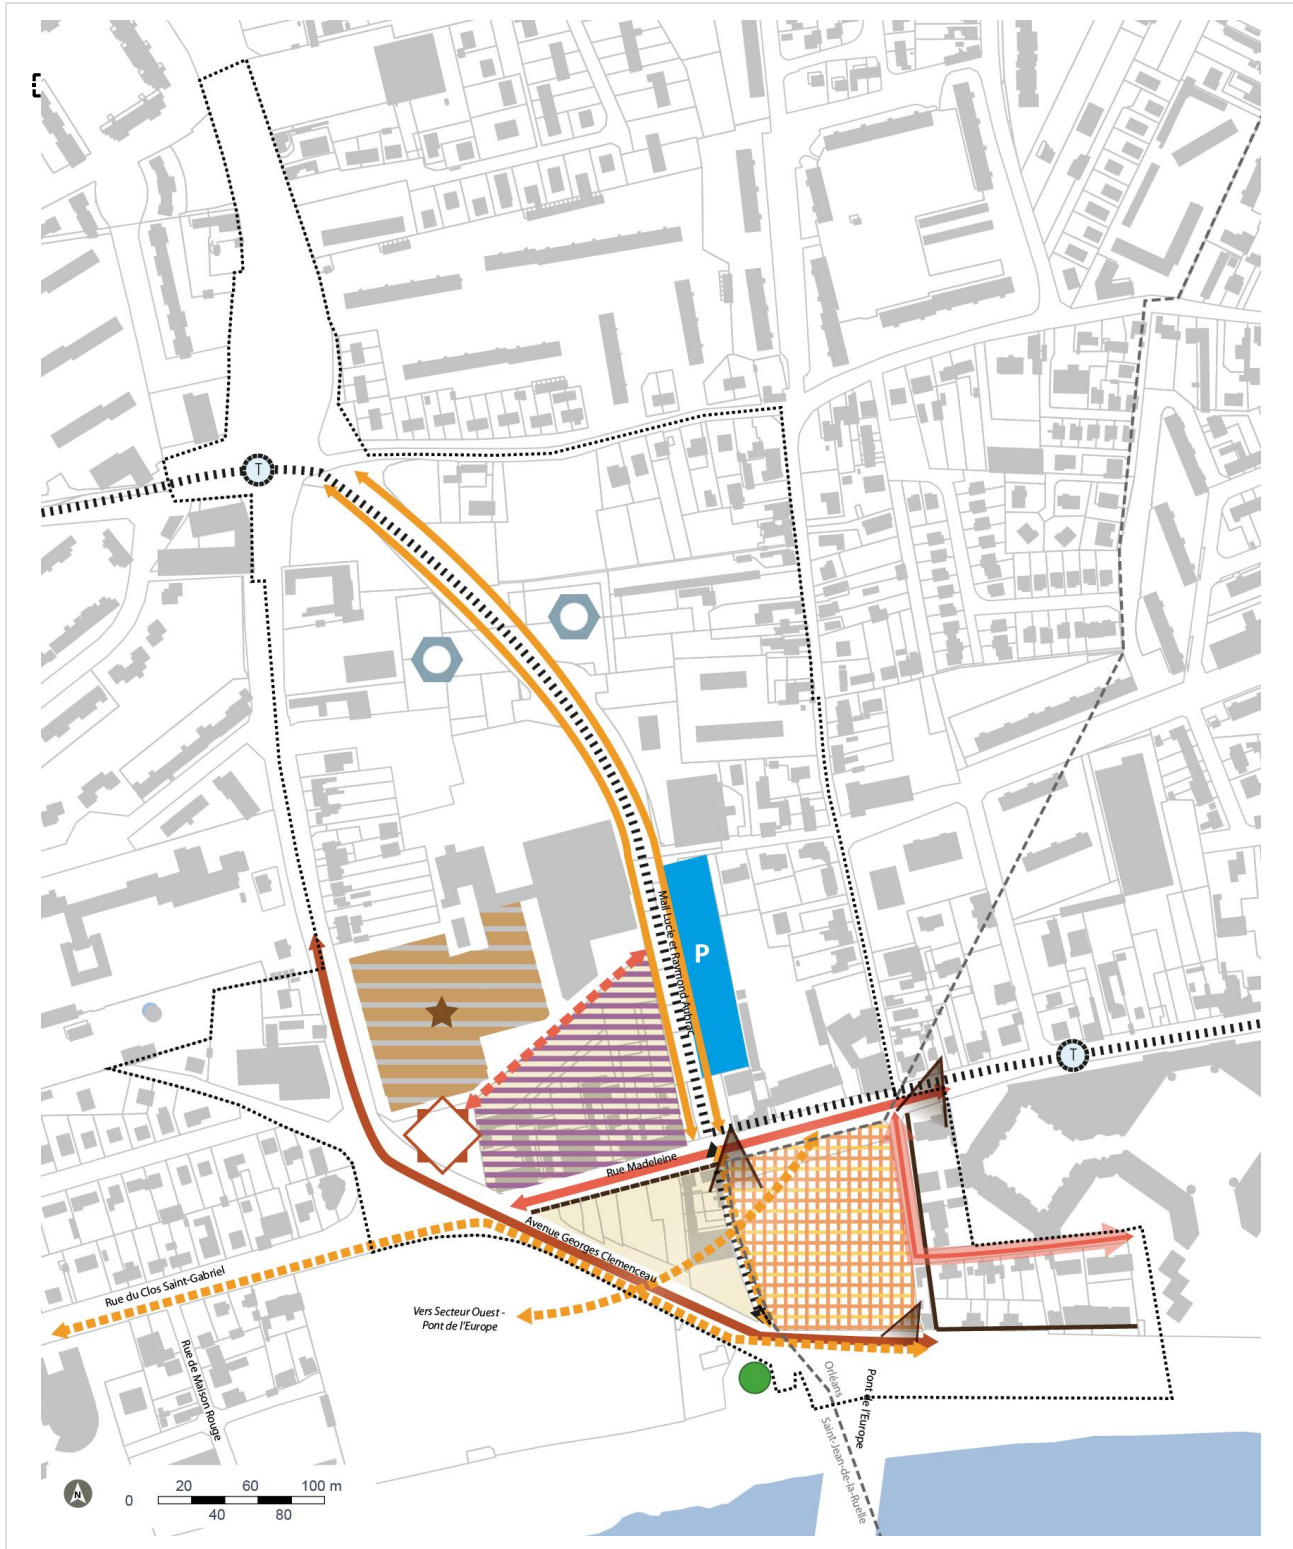 T
Mail Lucie et Raymond Aubrac
P
T
Rue Madeleine
Avenue Georges Clemenceau
Rue du Clos Saint-Gabriel
Vers Secteur Ouest -
Pont de l'Europe
Rue de Maison Rouge
Orléans
Saint-Jean-de-la-Ruelle
Pont de l'Europe
N
0 20 60 100 m
40 80